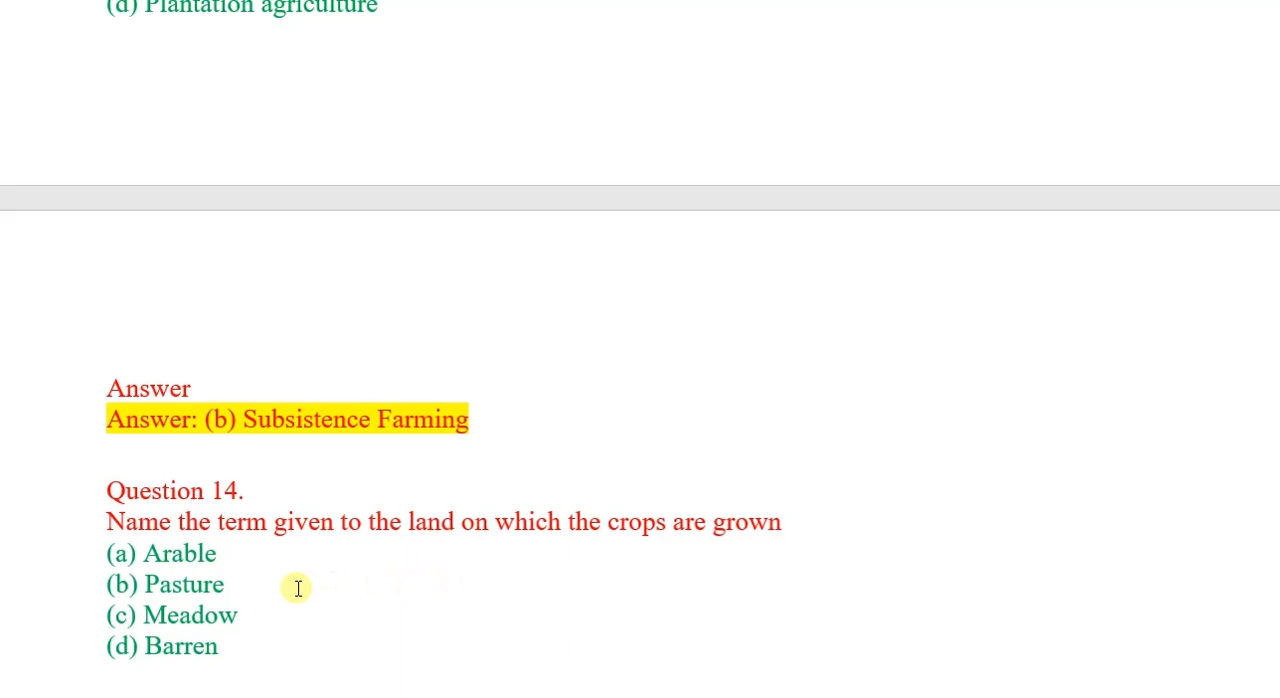 (d) Plantation agriculture
Answer
Answer: (b) Subsistence Farming
Question 14.
Name the term given to the land on which the crops are grown
(a) Arable
(b) Pasture
(c) Meadow
(d) Barren